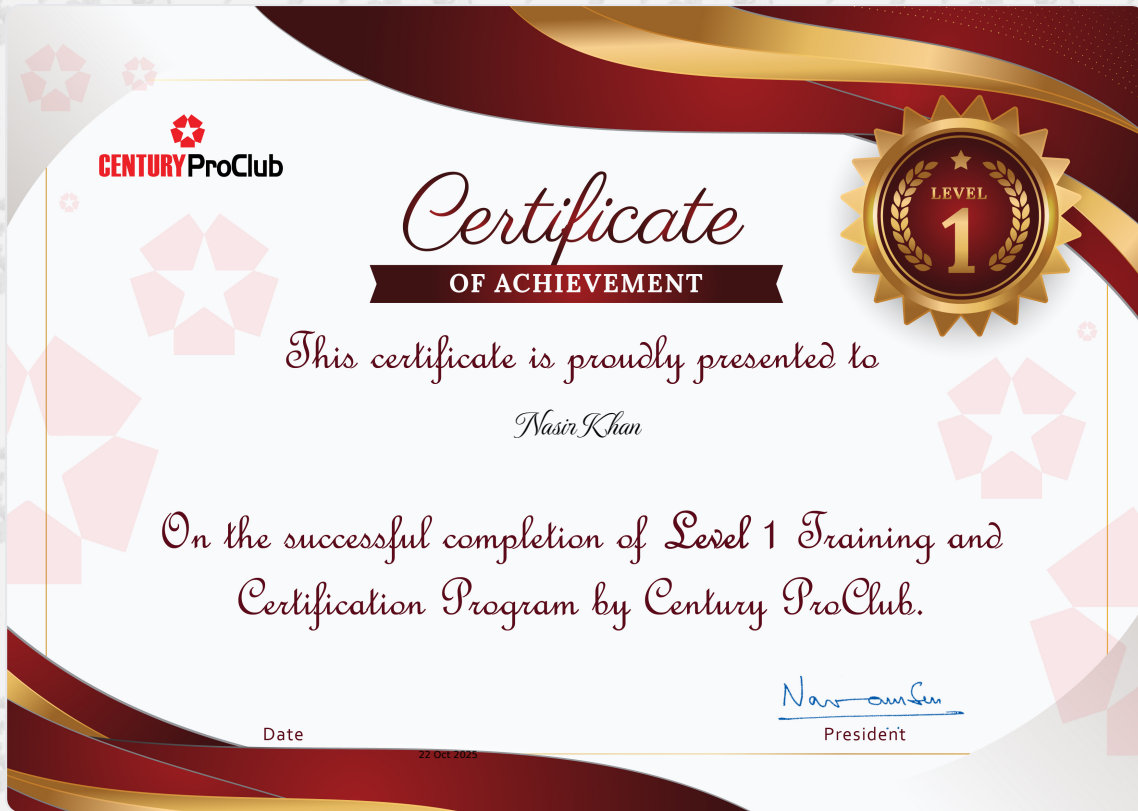 CENTURY ProClub
LEVEL
1
Certificate
OF ACHIEVEMENT
This certificate is proudly presented to
Nasir Khan
On the successful completion of Level 1 Training and
Certification Program by Century ProClub.
Date
President
22 Oct 2025